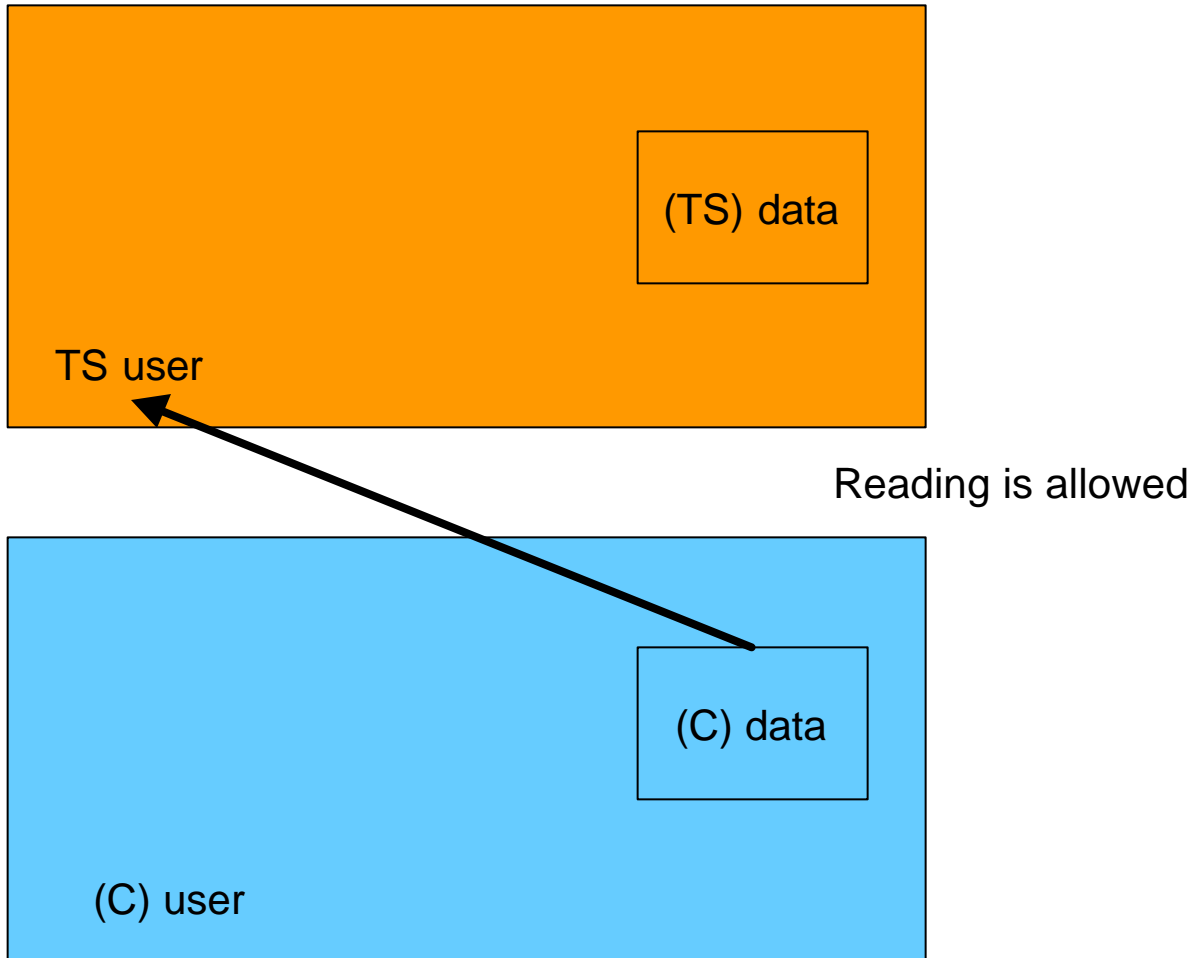 (TS) data
TS user
Reading is allowed
(C) data
(C) user